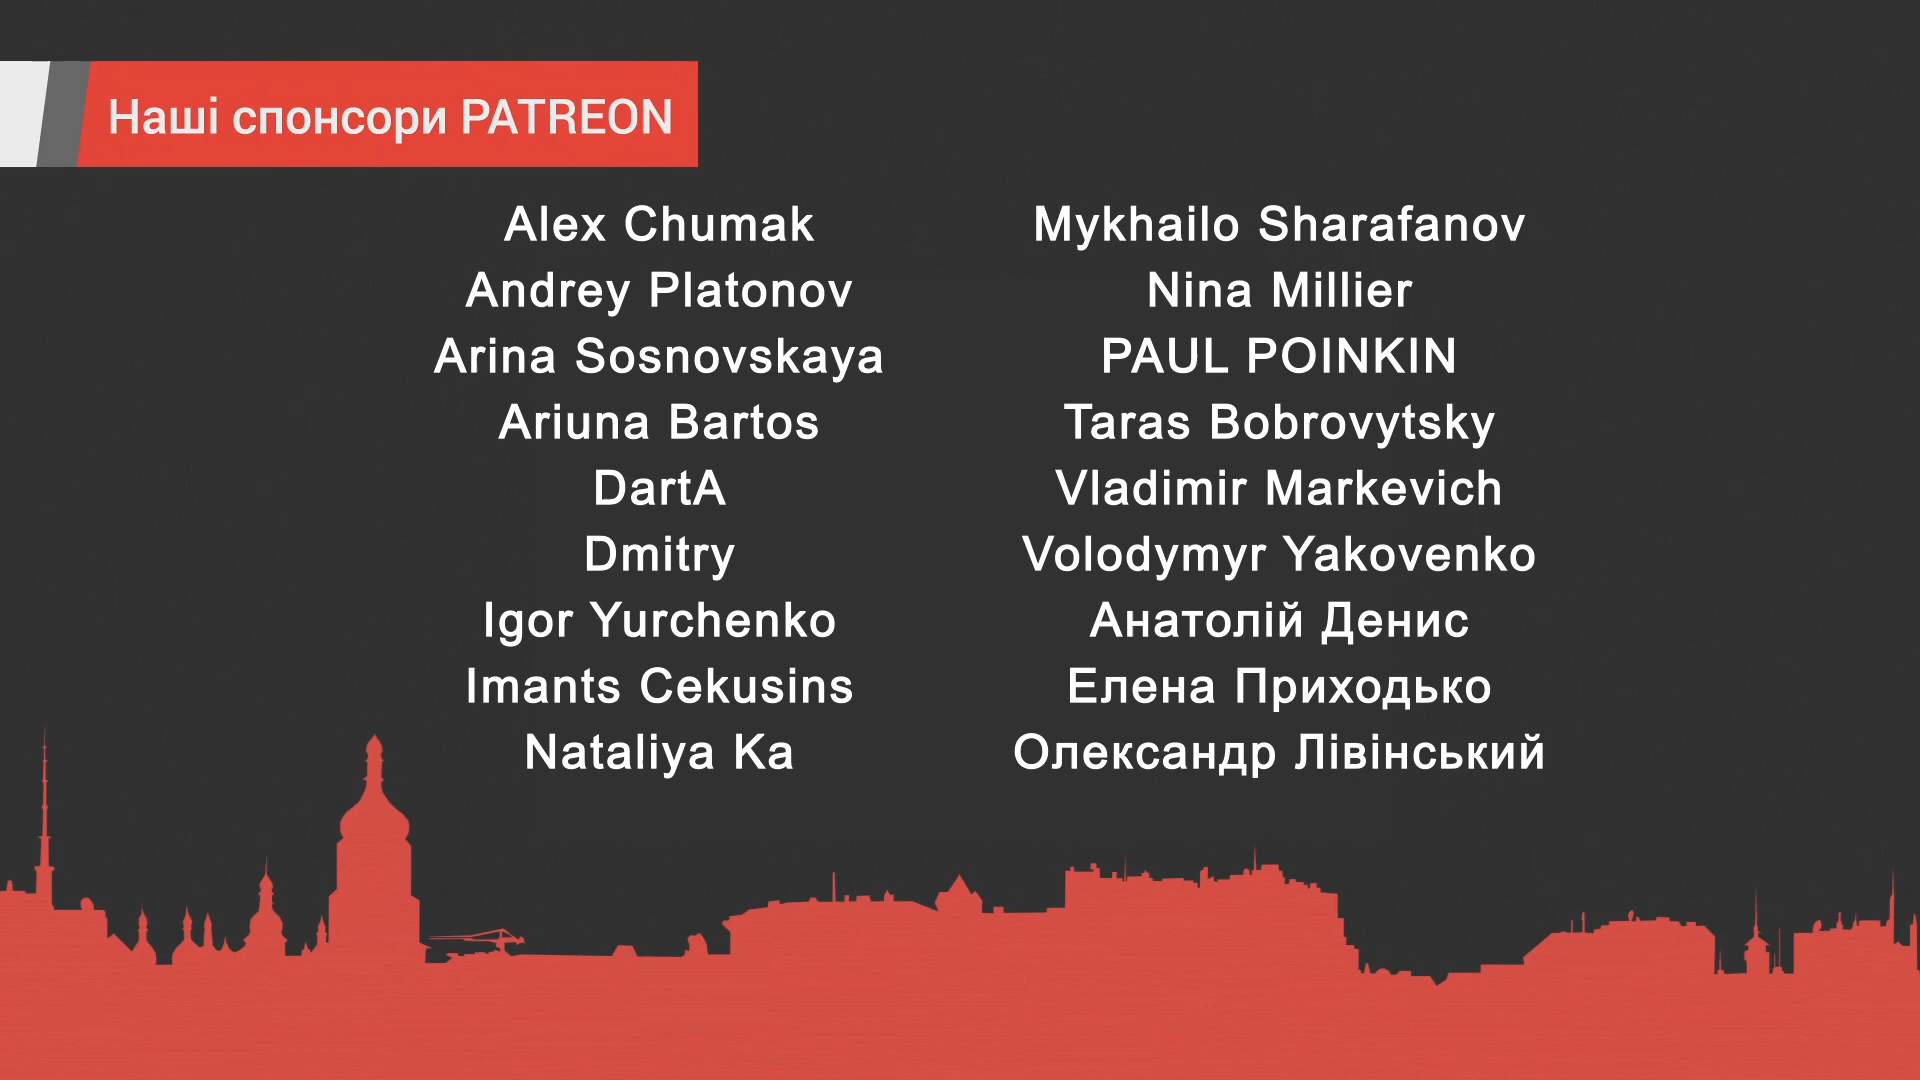 Наші спонсори PATREON
Alex Chumak
Andrey Platonov
Arina Sosnovskaya
Ariuna Bartos
DartA
Dmitry
Igor Yurchenko
Imants Cekusins
Nataliya Ka
Mykhailo Sharafanov
Nina Millier
PAUL POINKIN
Taras Bobrovytsky
Vladimir Markevich
Volodymyr Yakovenko
Анатолій Денис
Елена Приходько
Олександр Лівінський